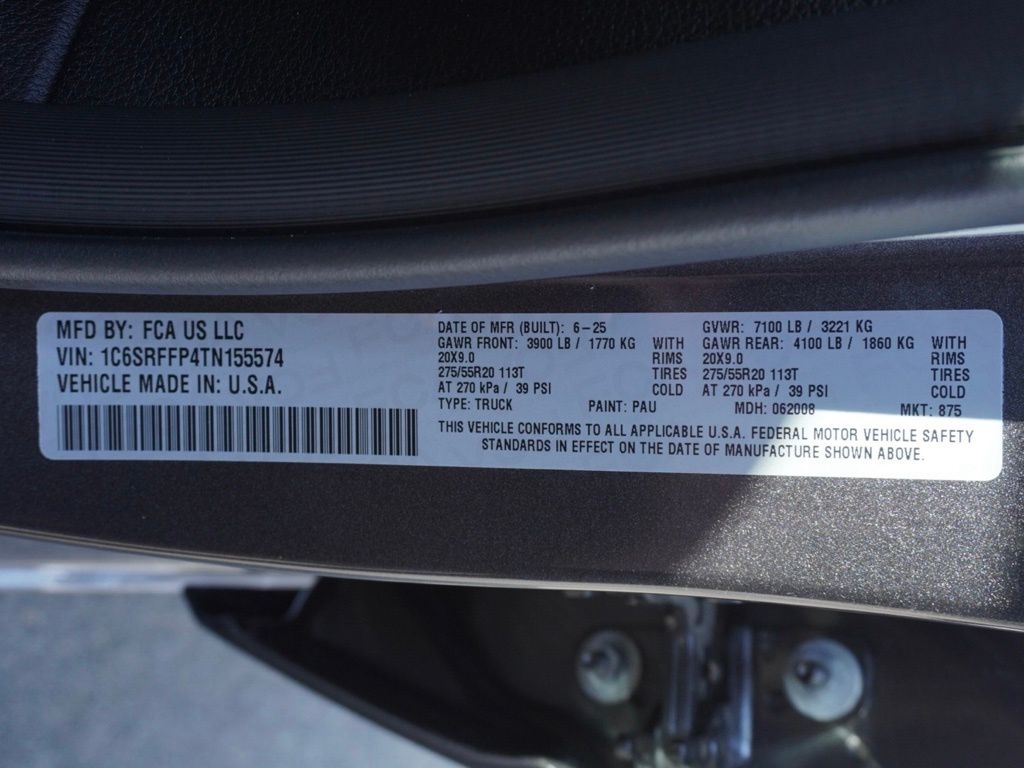 MFD BY: FCA US LLC
VIN: 1C6SRFFP4TN155574
VEHICLE MADE IN: U.S.A.
DATE OF MFR (BUILT): 6-25
GAWR FRONT: 3900 LB / 1770 KG WITH
20X9.0 RIMS
275/55R20 113T TIRES
AT 270 kPa / 39 PSI COLD
TYPE: TRUCK PAINT: PAU
GVWR: 7100 LB / 3221 KG
GAWR REAR: 4100 LB / 1860 KG WITH
20X9.0 RIMS
275/55R20 113T TIRES
AT 270 kPa / 39 PSI COLD
MDH: 062008 MKT: 875
THIS VEHICLE CONFORMS TO ALL APPLICABLE U.S.A. FEDERAL MOTOR VEHICLE SAFETY
STANDARDS IN EFFECT ON THE DATE OF MANUFACTURE SHOWN ABOVE.